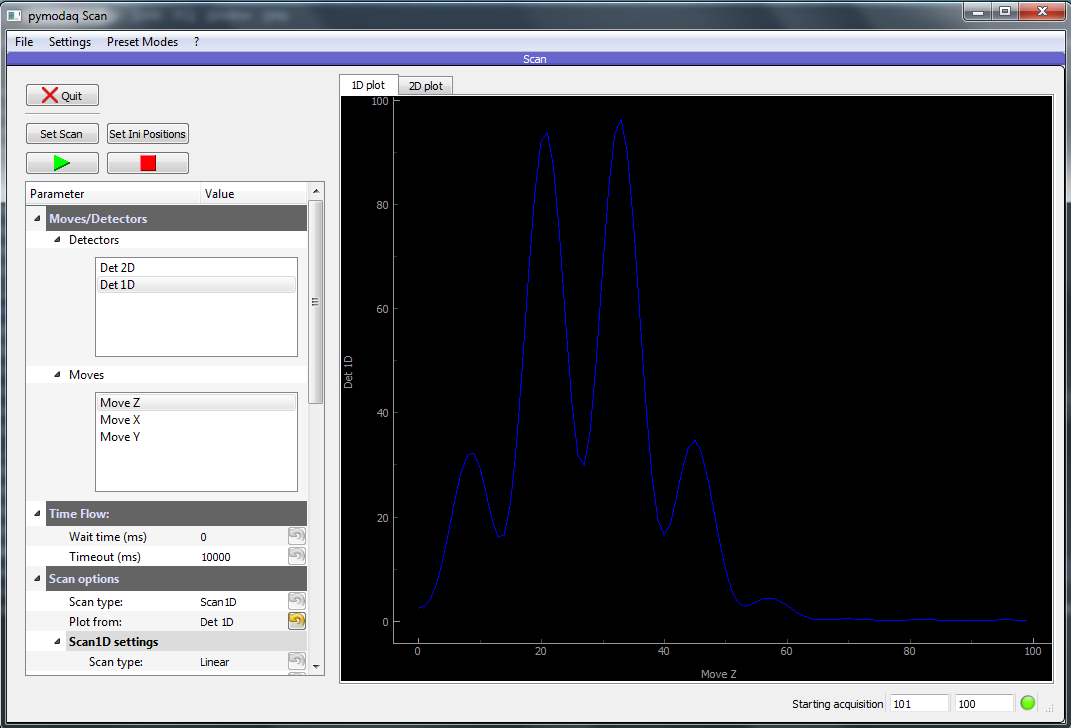 pymodaq Scan
File Settings Preset Modes ?
Scan
Quit
Set Scan Set Ini Positions
Parameter Value
Moves/Detectors
Detectors
Det 2D
Det 1D
Moves
Move Z
Move X
Move Y
Time Flow:
Wait time (ms) 0
Timeout (ms) 10000
Scan options
Scan type: Scan1D
Plot from: Det 1D
Scan1D settings
Scan type: Linear
1D plot 2D plot
100
80
60
40
20
0
Det 1D
0 20 40 60 80 100
Move Z
Starting acquisition 101 100